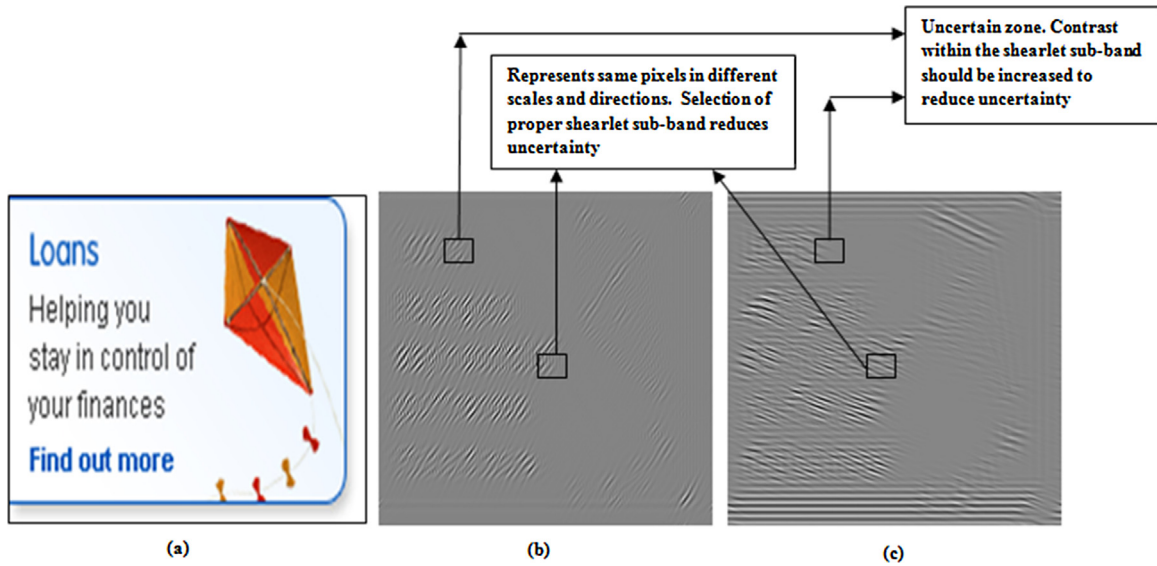 Uncertain zone. Contrast
within the shearlet sub-band
should be increased to
reduce uncertainty
Represents same pixels in different
scales and directions. Selection of
proper shearlet sub-band reduces
uncertainty
Loans
Helping you
stay in control of
your finances
Find out more
(a)
(b)
(c)